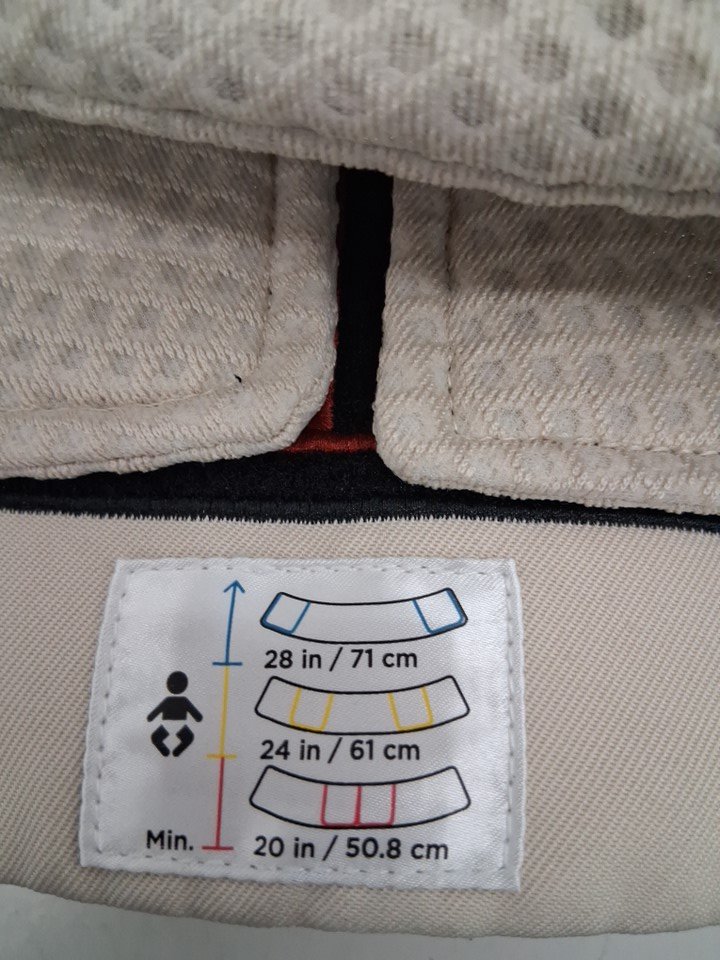 28 in / 71 cm
24 in / 61 cm
Min.
20 in / 50.8 cm